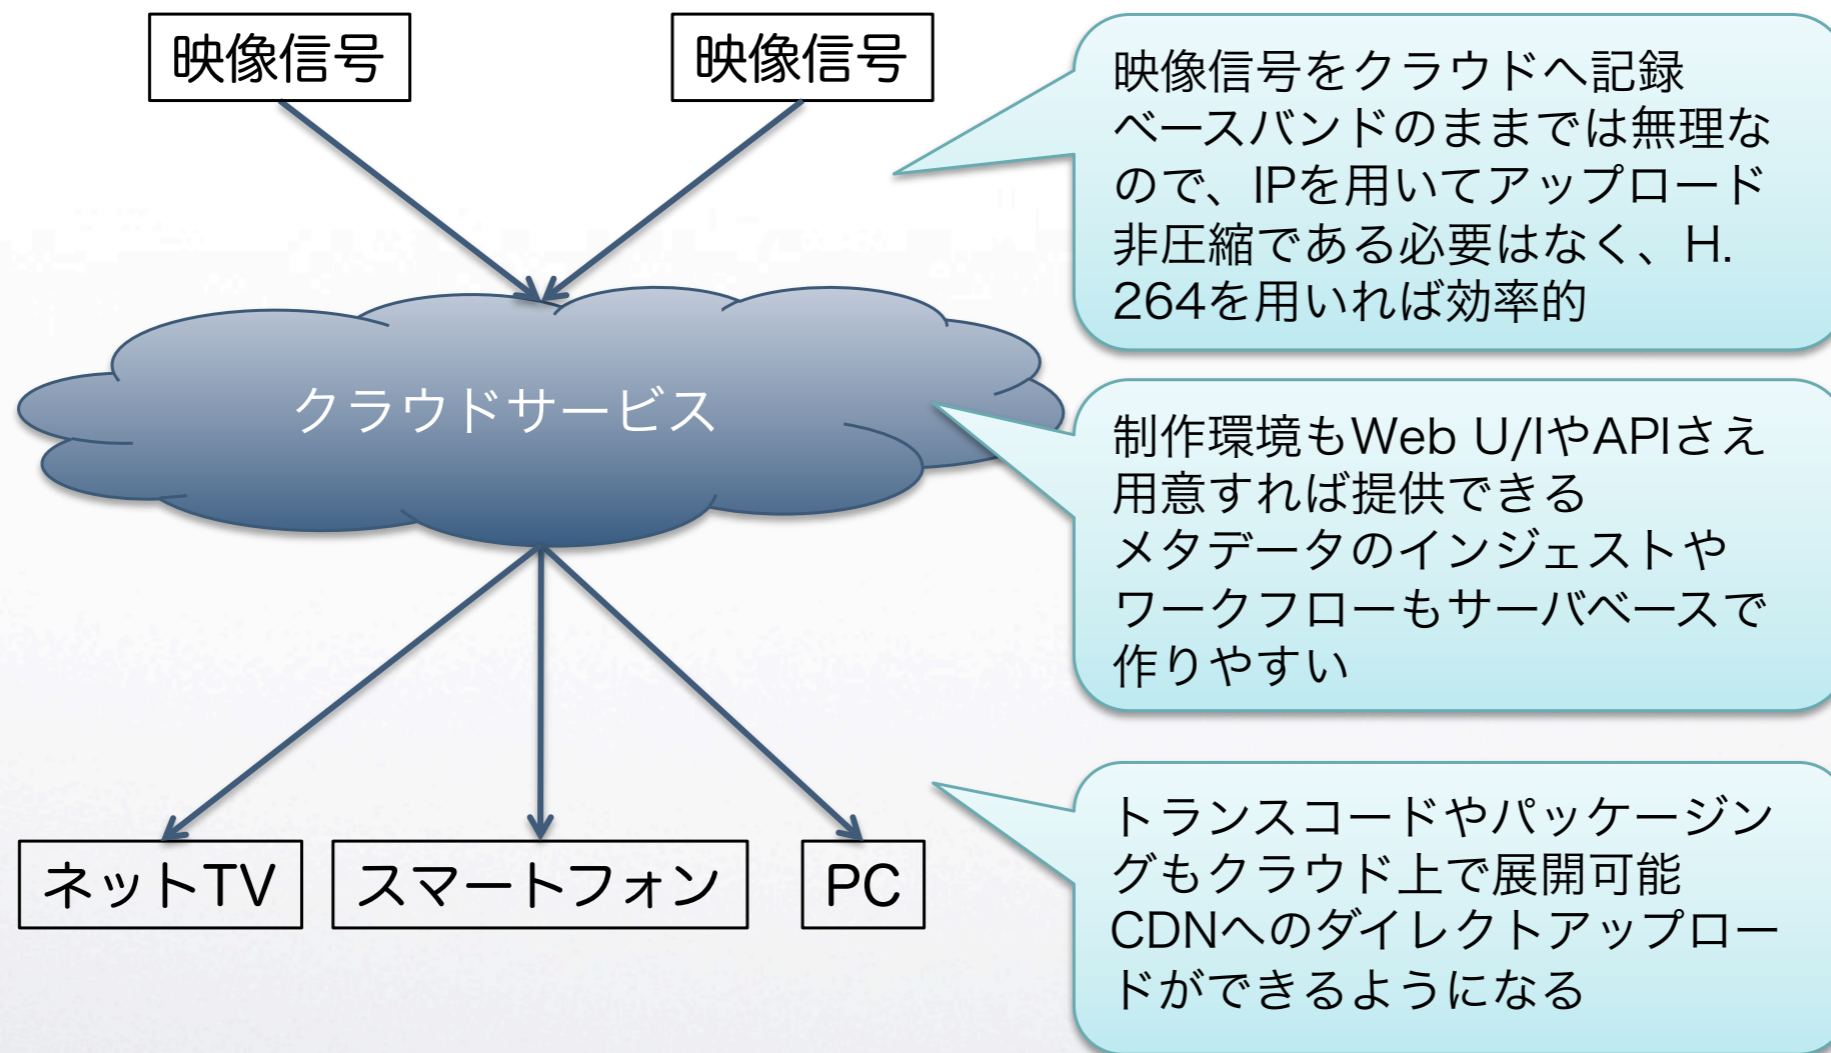 映像信号
映像信号
映像信号をクラウドへ記録
ベースバンドのままでは無理な
ので、IPを用いてアップロード
非圧縮である必要はなく、H.
264を用いれば効率的
クラウドサービス
制作環境もWeb U/IやAPIさえ
用意すれば提供できる
メタデータのインジェストや
ワークフローもサーバベースで
作りやすい
トランスコードやパッケージン
グもクラウド上で展開可能
CDNへのダイレクトアップロー
ドができるようになる
ネットTV
スマートフォン
PC